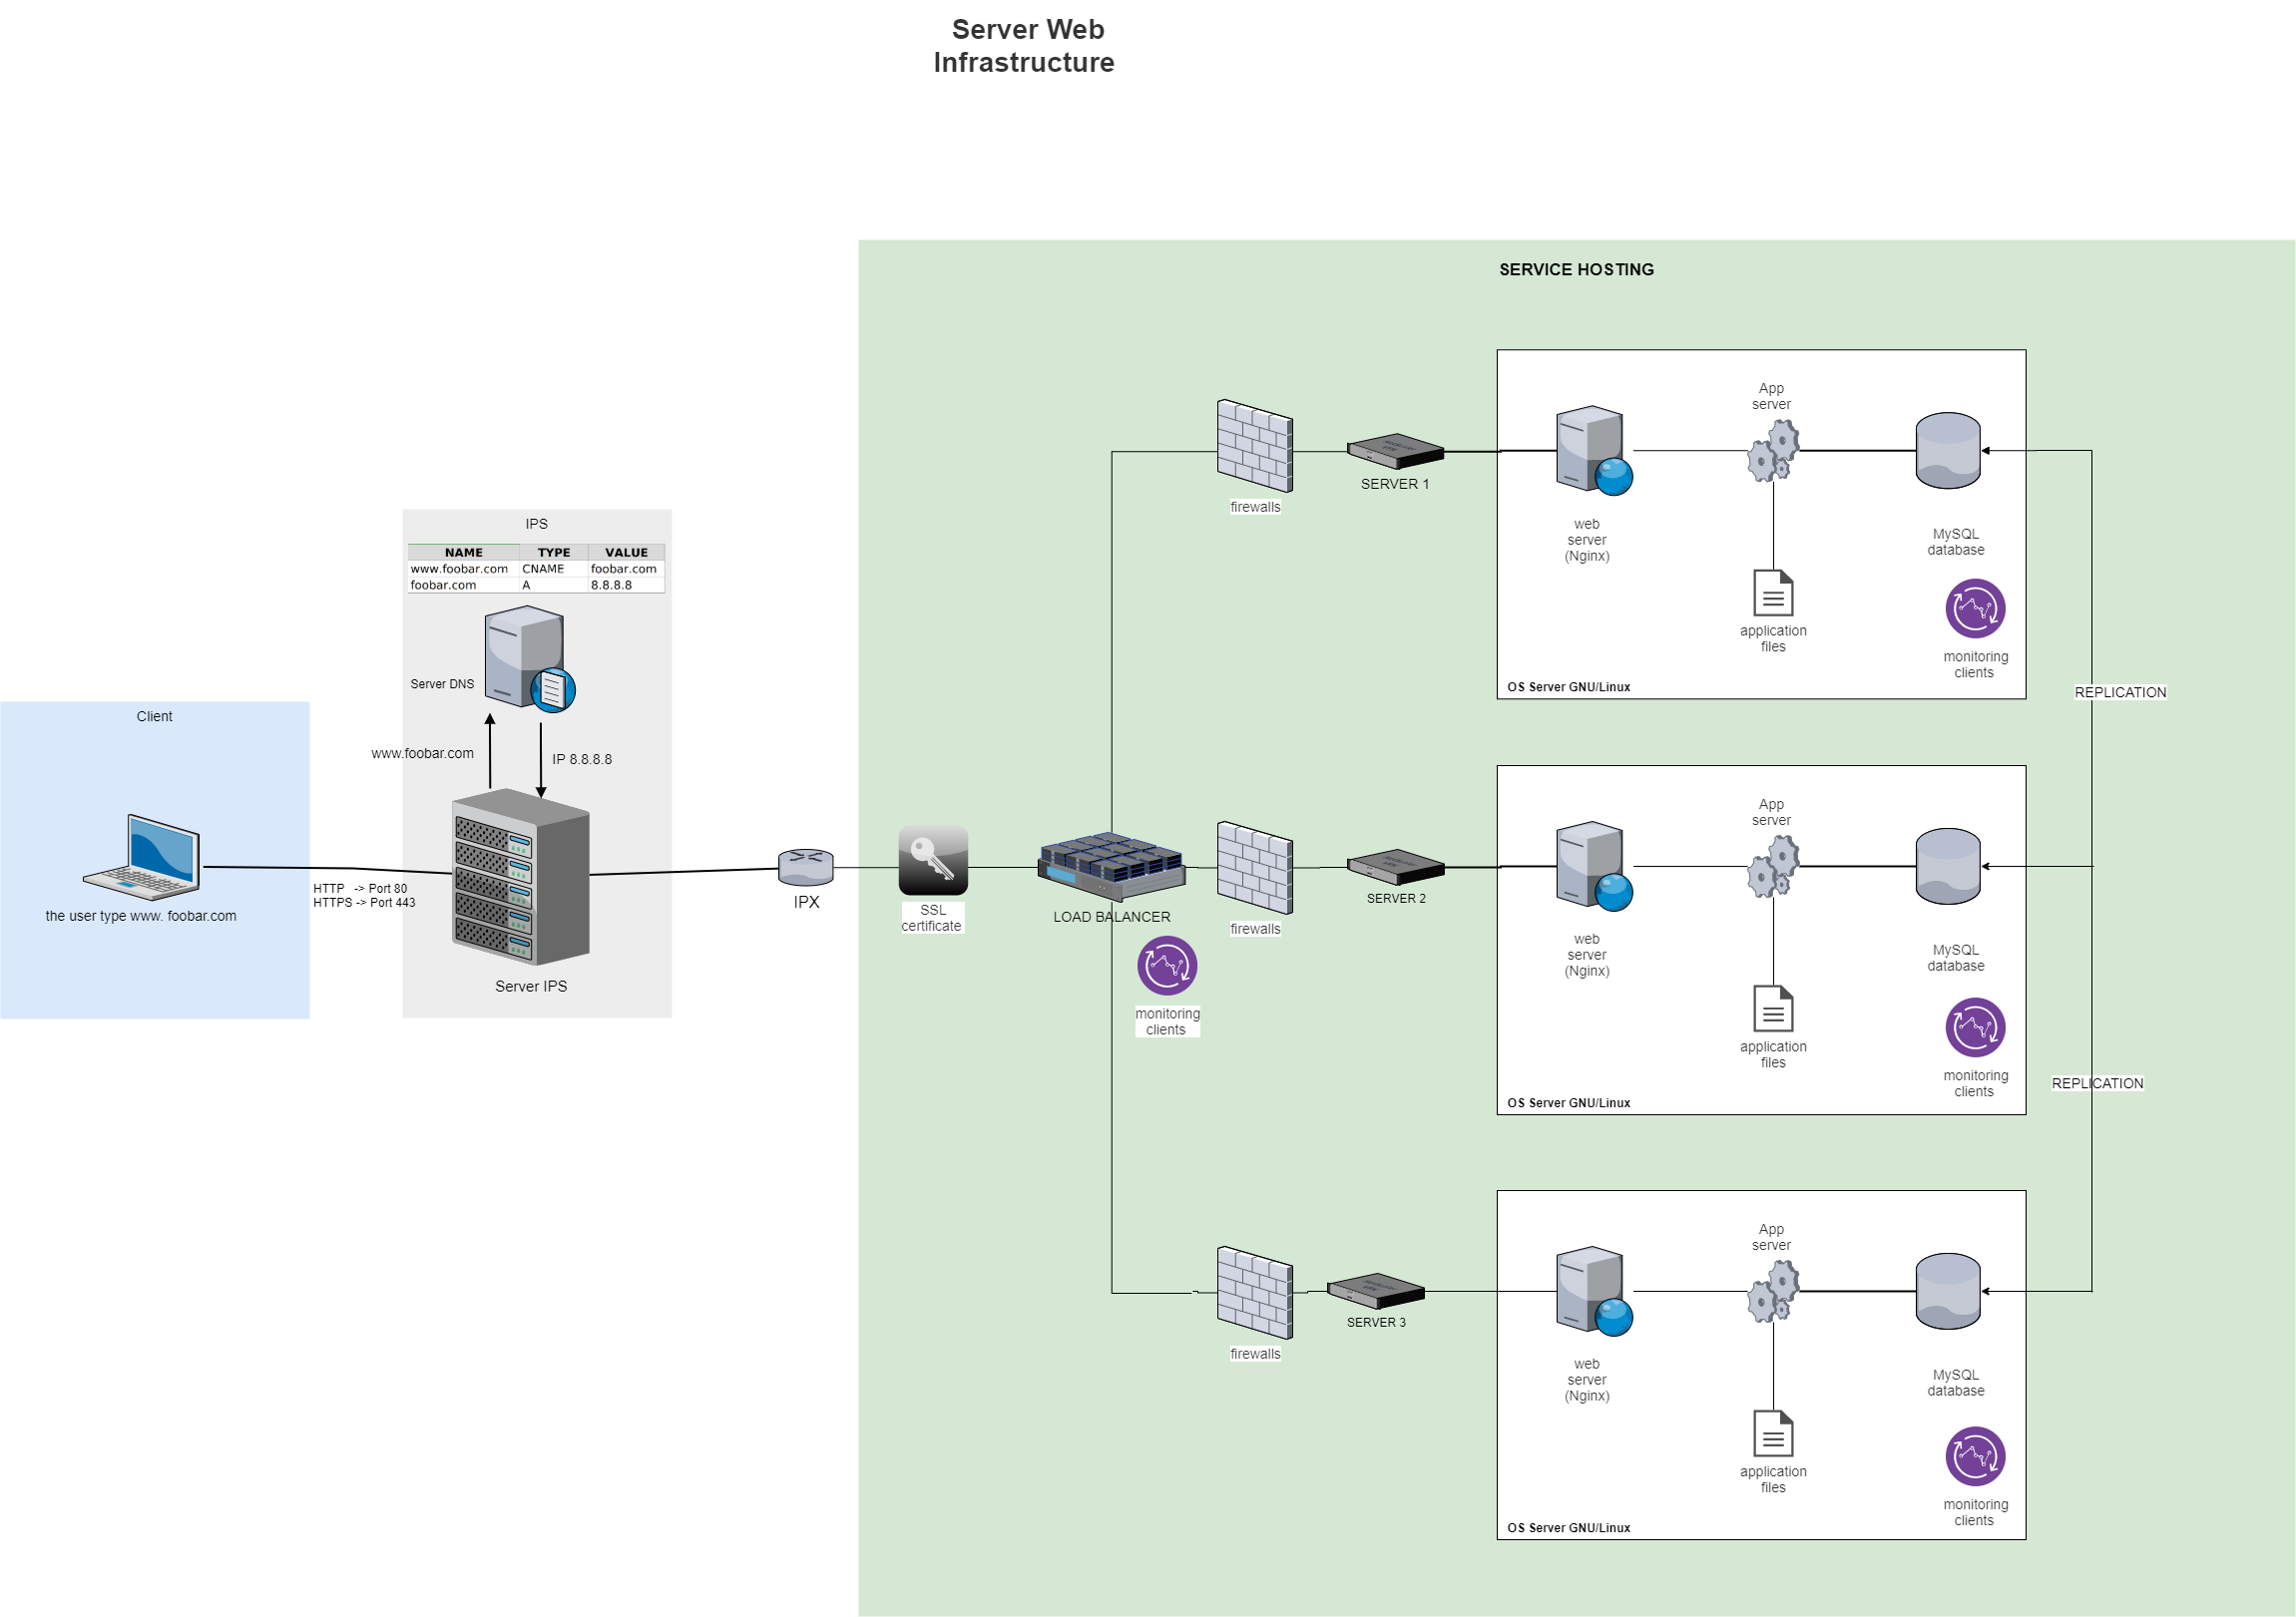 Server Web
Infrastructure
SERVICE HOSTING
Client
the user type www. foobar.com
HTTP -> Port 80
HTTPS -> Port 443
IPS
NAME TYPE VALUE
www.foobar.com CNAME foobar.com
foobar.com A 8.8.8.8
Server DNS
www.foobar.com
IP 8.8.8.8
Server IPS
IPX
SSL
certificate
LOAD BALANCER
monitoring
clients
firewalls
SERVER 1
web
server
(Nginx)
App
server
application
files
MySQL
database
monitoring
clients
OS Server GNU/Linux
REPLICATION
firewalls
SERVER 2
web
server
(Nginx)
App
server
application
files
MySQL
database
monitoring
clients
OS Server GNU/Linux
REPLICATION
firewalls
SERVER 3
web
server
(Nginx)
App
server
application
files
MySQL
database
monitoring
clients
OS Server GNU/Linux